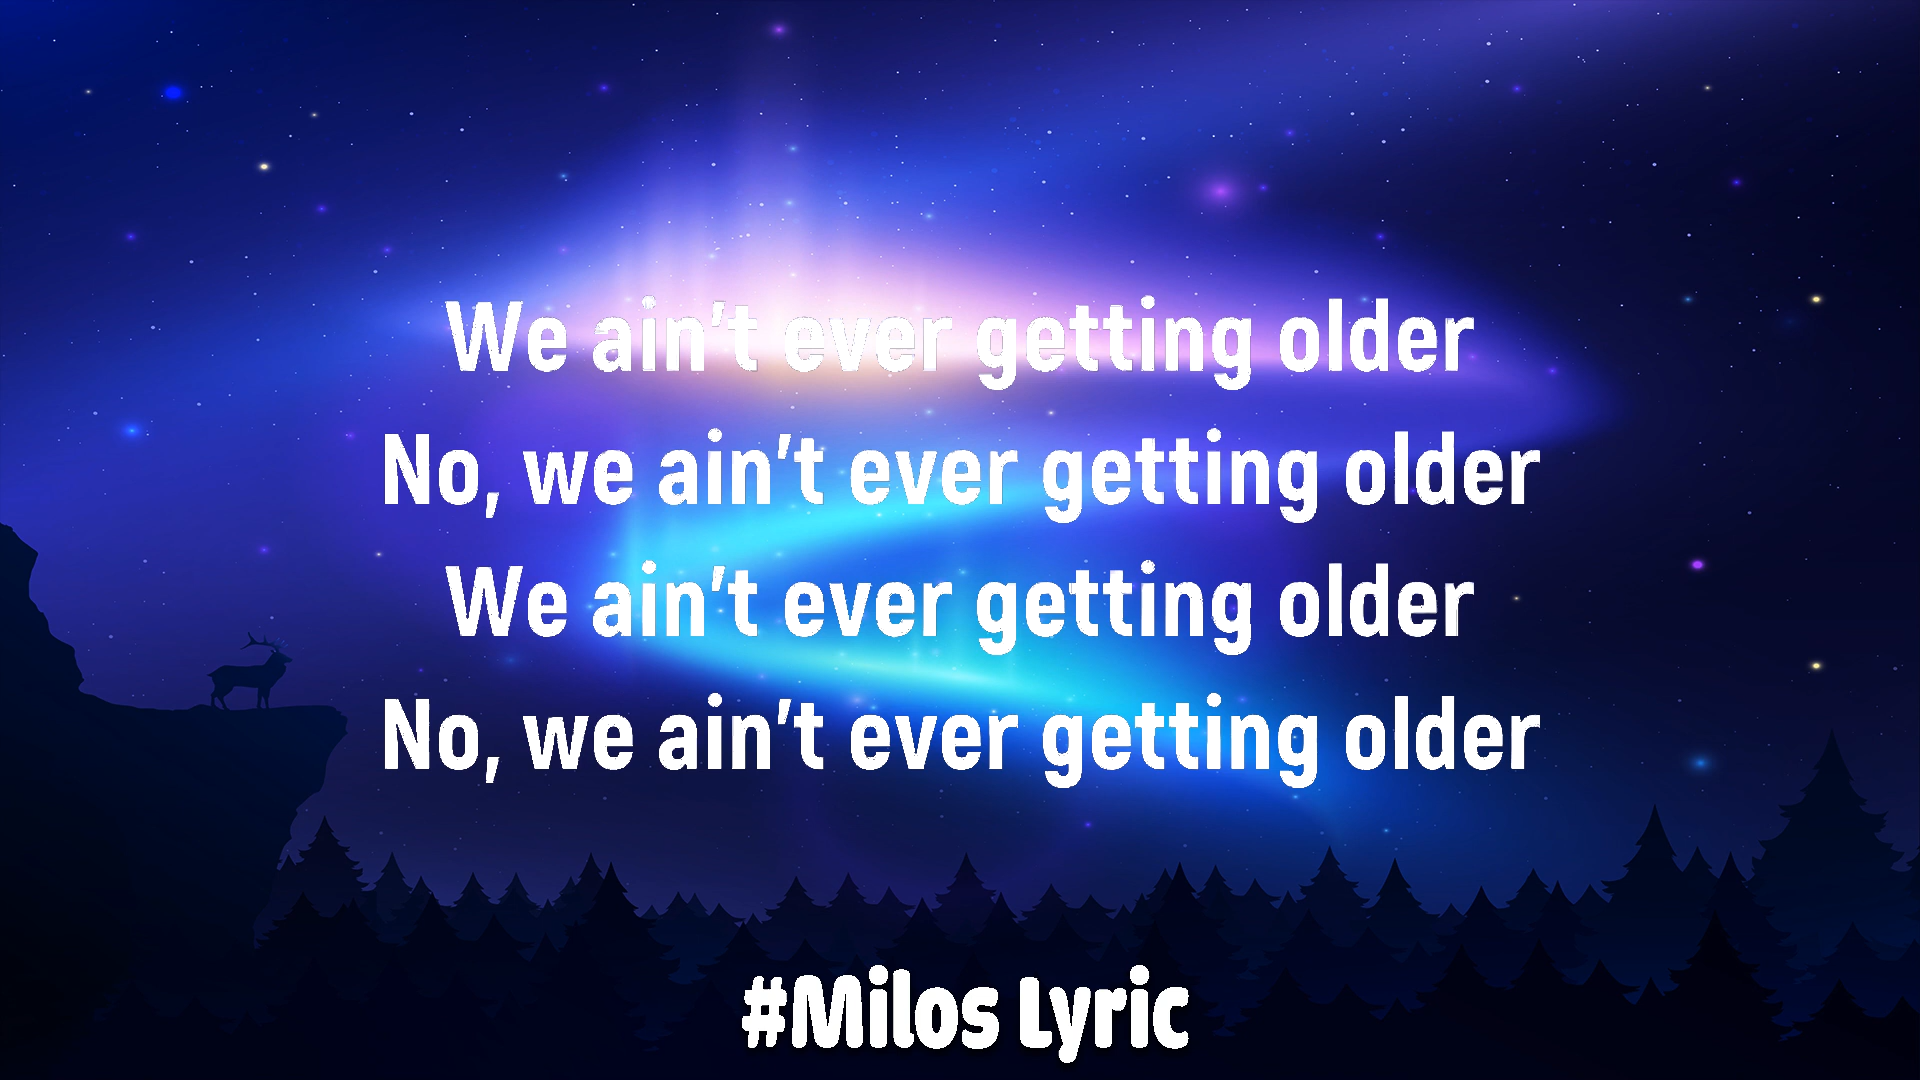 We ain't ever getting older
No, we ain't ever getting older
We ain't ever getting older
No, we ain't ever getting older
#Milos Lyric